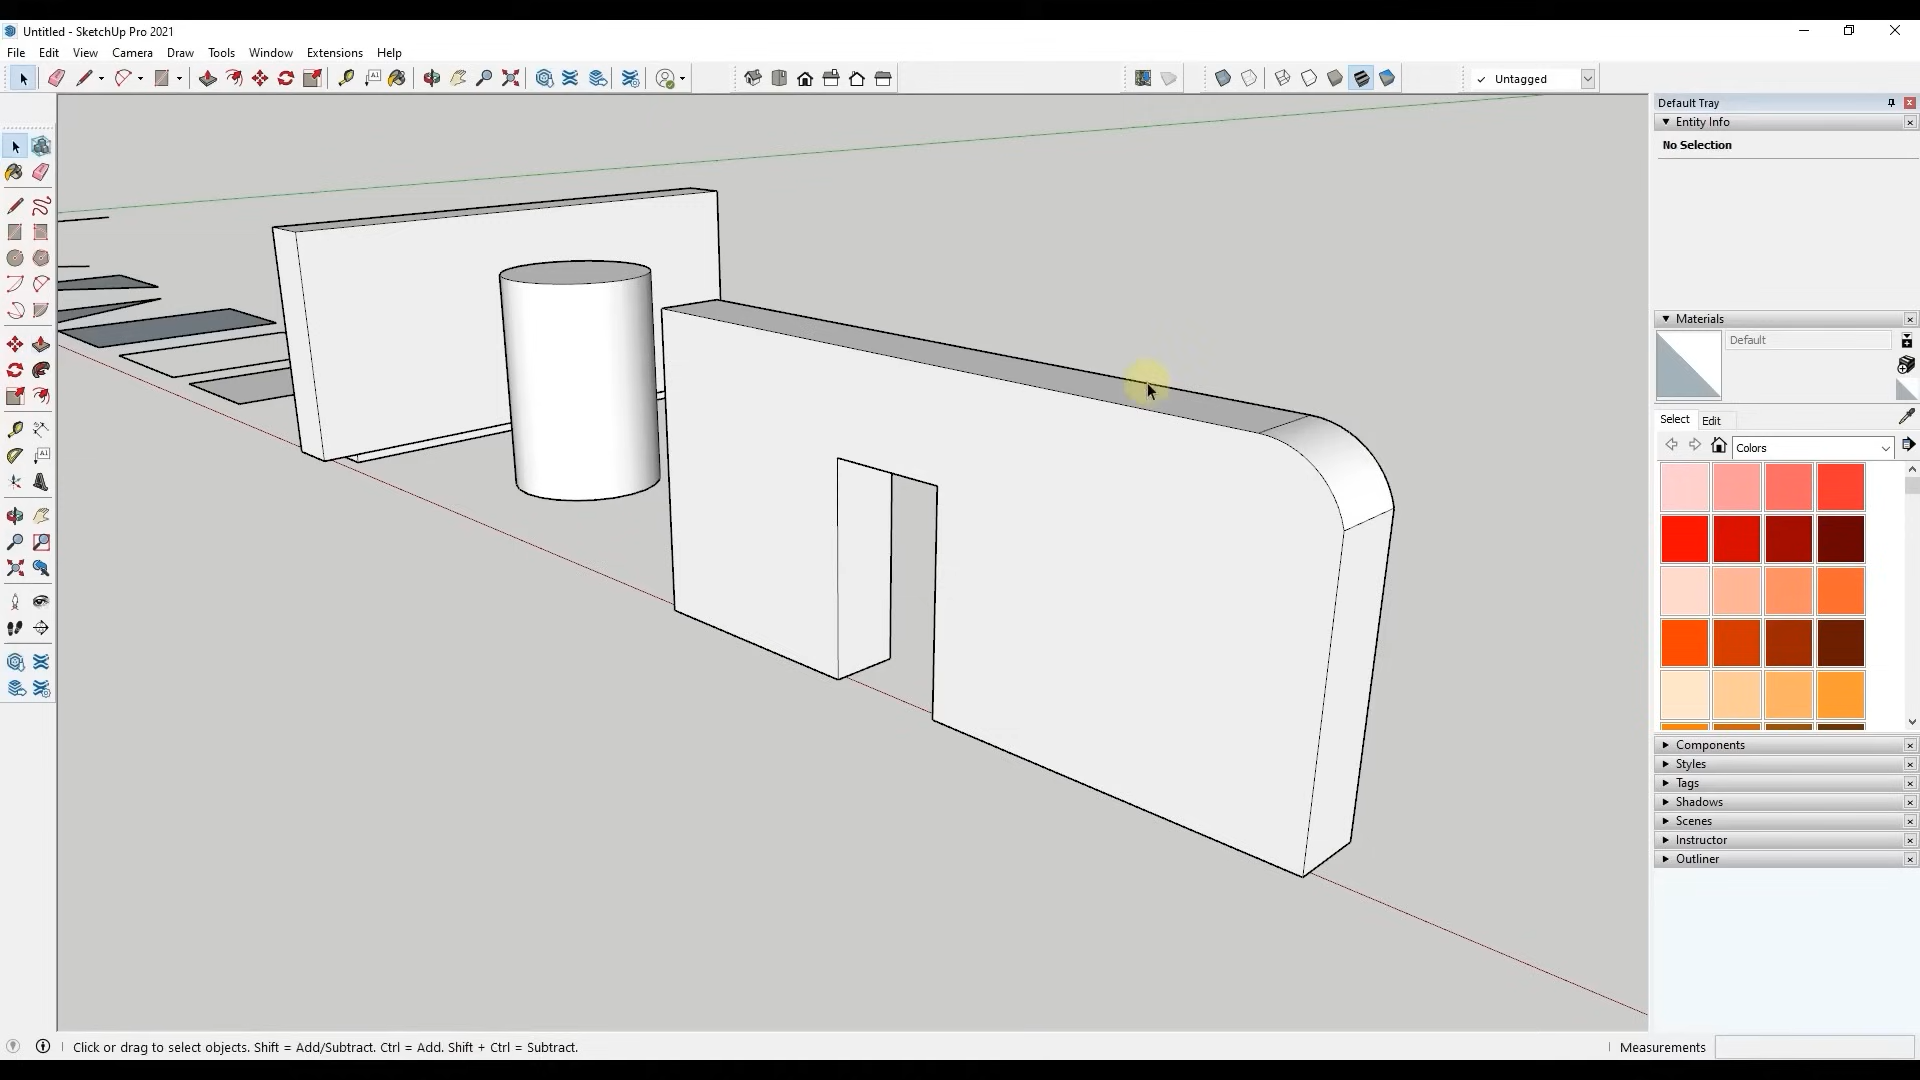 Untitled - SketchUp Pro 2021
File Edit View Camera Draw Tools Window Extensions Help
Untagged
Default Tray
Entity Info
No Selection
Materials
Default
Select Edit
Colors
Components
Styles
Tags
Shadows
Scenes
Instructor
Outliner
Click or drag to select objects. Shift = Add/Subtract. Ctrl = Add. Shift + Ctrl = Subtract.
Measurements